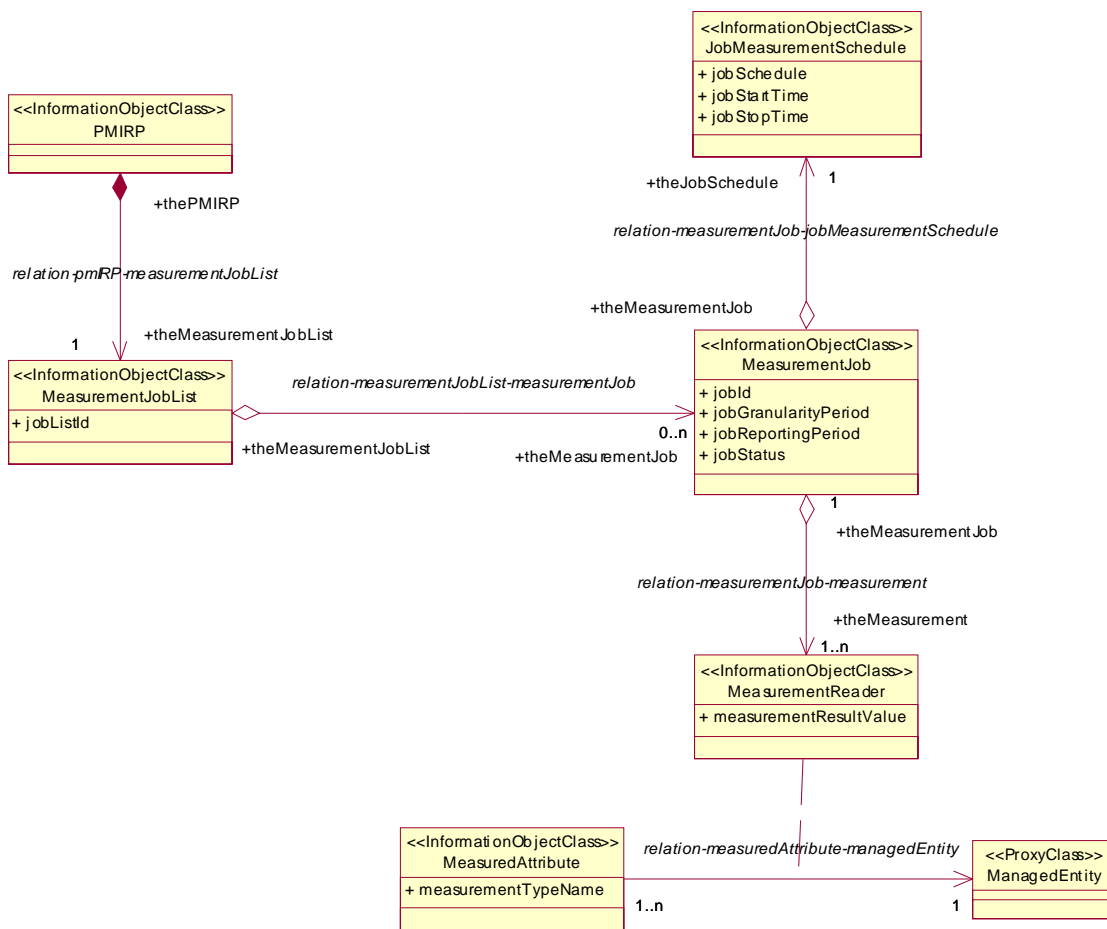 <<InformationObjectClass>>
JobMeasurementSchedule
+ jobSchedule
+ jobStartTime
+ jobStopTime
<<InformationObjectClass>>
PMIRP
+thePMIRP
+theJobSchedule
1
relation-measurementJob-jobMeasurementSchedule
relation-pmIRP-measurementJobList
+theMeasurementJob
1
+theMeasurementJobList
<<InformationObjectClass>>
MeasurementJobList
+ jobListId
relation-measurementJobList-measurementJob
+theMeasurementJobList
0..n
+theMeasurementJob
<<InformationObjectClass>>
MeasurementJob
+ jobId
+ jobGranularityPeriod
+ jobReportingPeriod
+ jobStatus
1
+theMeasurementJob
relation-measurementJob-measurement
+theMeasurement
1..n
<<InformationObjectClass>>
MeasurementReader
+ measurementResultValue
<<InformationObjectClass>>
MeasuredAttribute
+ measurementTypeName
relation-measuredAttribute-managedEntity
1..n
1
<<ProxyClass>>
ManagedEntity